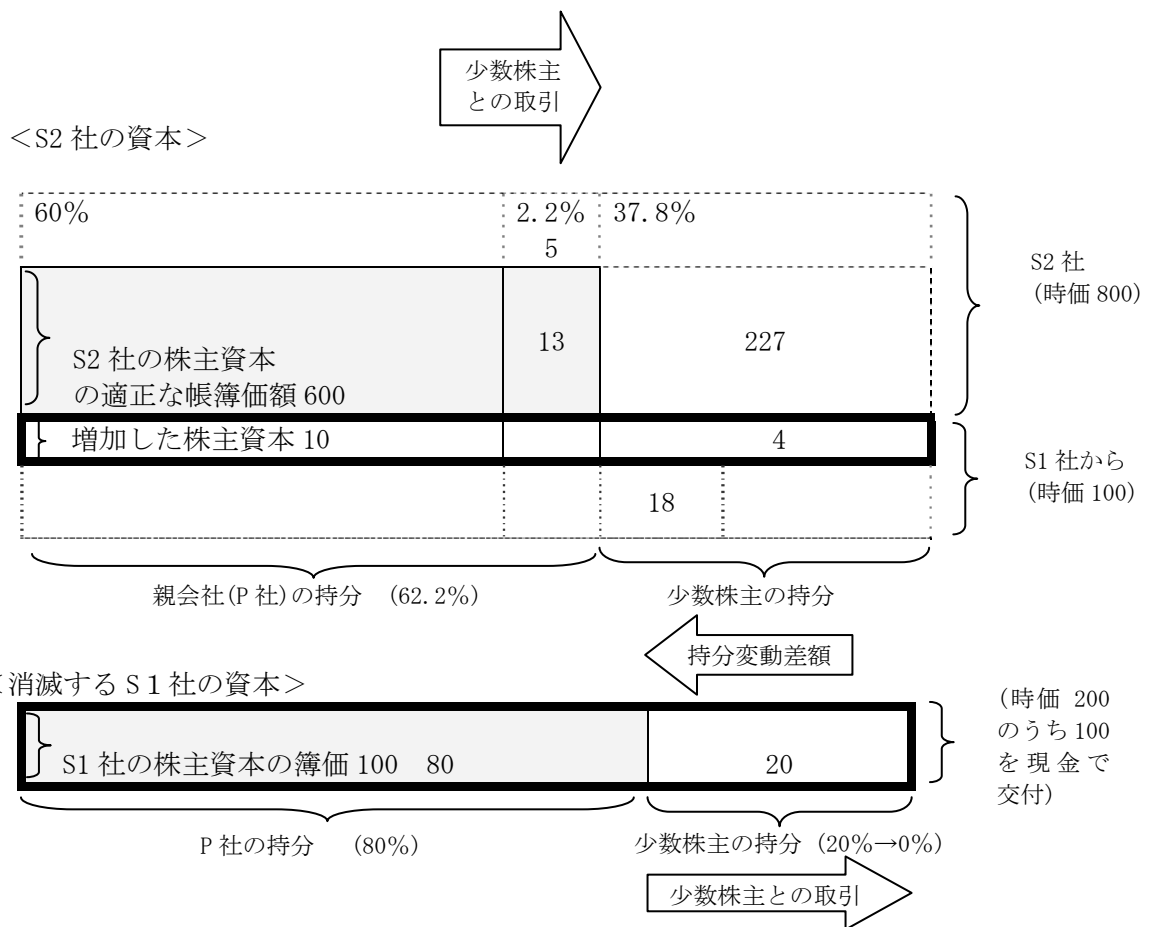 少数株主
との取引
<S2 社の資本>
60%
2.2%
37.8%
5
S2 社
(時価 800)
13
227
S2 社の株主資本
の適正な帳簿価額 600
増加した株主資本 10
4
S1 社から
(時価 100)
18
親会社(P 社)の持分 (62.2%)
少数株主の持分
持分変動差額
消滅する S1 社の資本>
(時価 200
のうち 100
を現金で
交付)
S1 社の株主資本の簿価 100 80
20
P 社の持分 (80%)
少数株主の持分 (20%→0%)
少数株主との取引